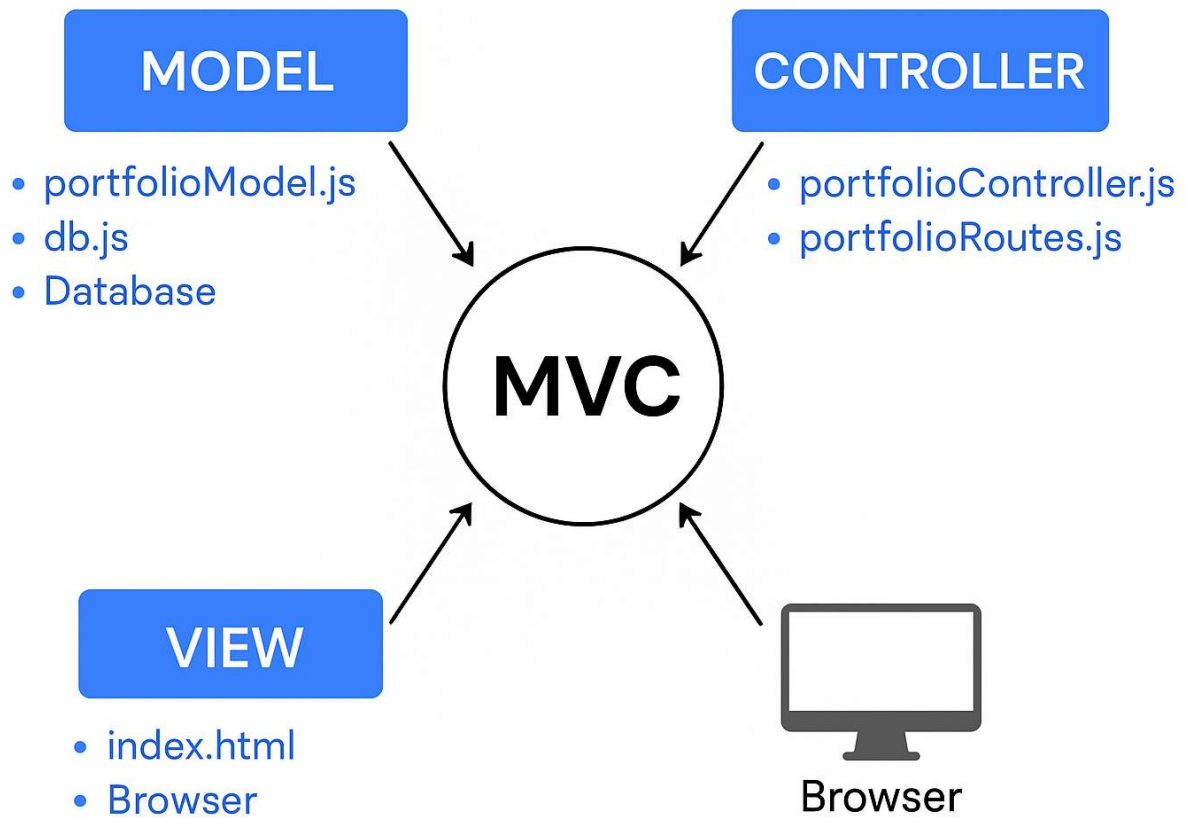 MODEL
• portfolioModel.js
• db.js
• Database
CONTROLLER
• portfolioController.js
• portfolioRoutes.js
MVC
VIEW
• index.html
• Browser
Browser